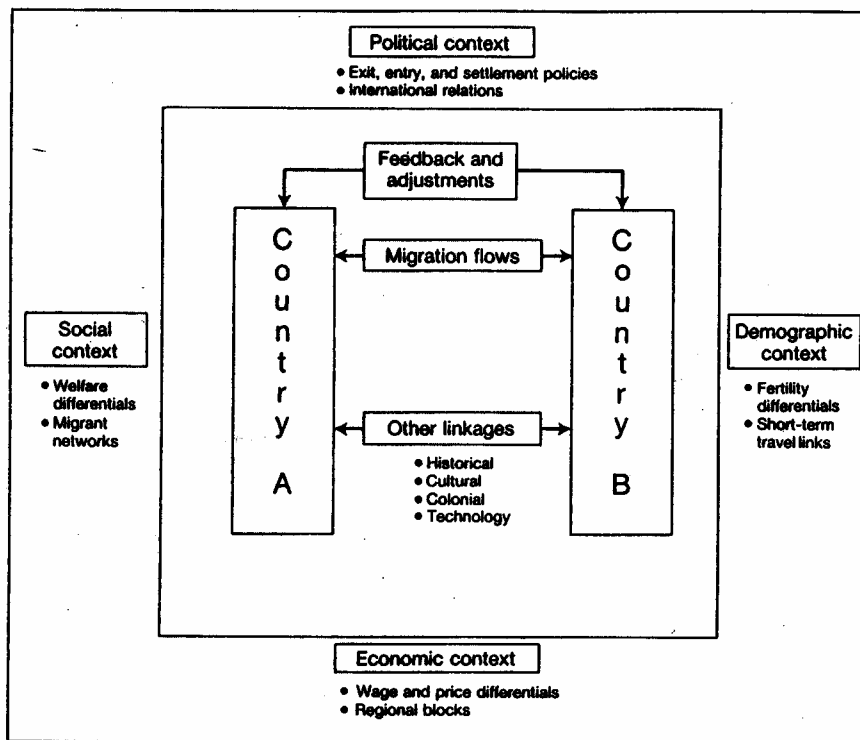 Political context
• Exit, entry, and settlement policies
• International relations
Feedback and
adjustments
Country A
Migration flows
Country B
Social
context
• Welfare
differentials
• Migrant
networks
Demographic
context
• Fertility
differentials
• Short-term
travel links
Other linkages
• Historical
• Cultural
• Colonial
• Technology
Economic context
• Wage and price differentials
• Regional blocks